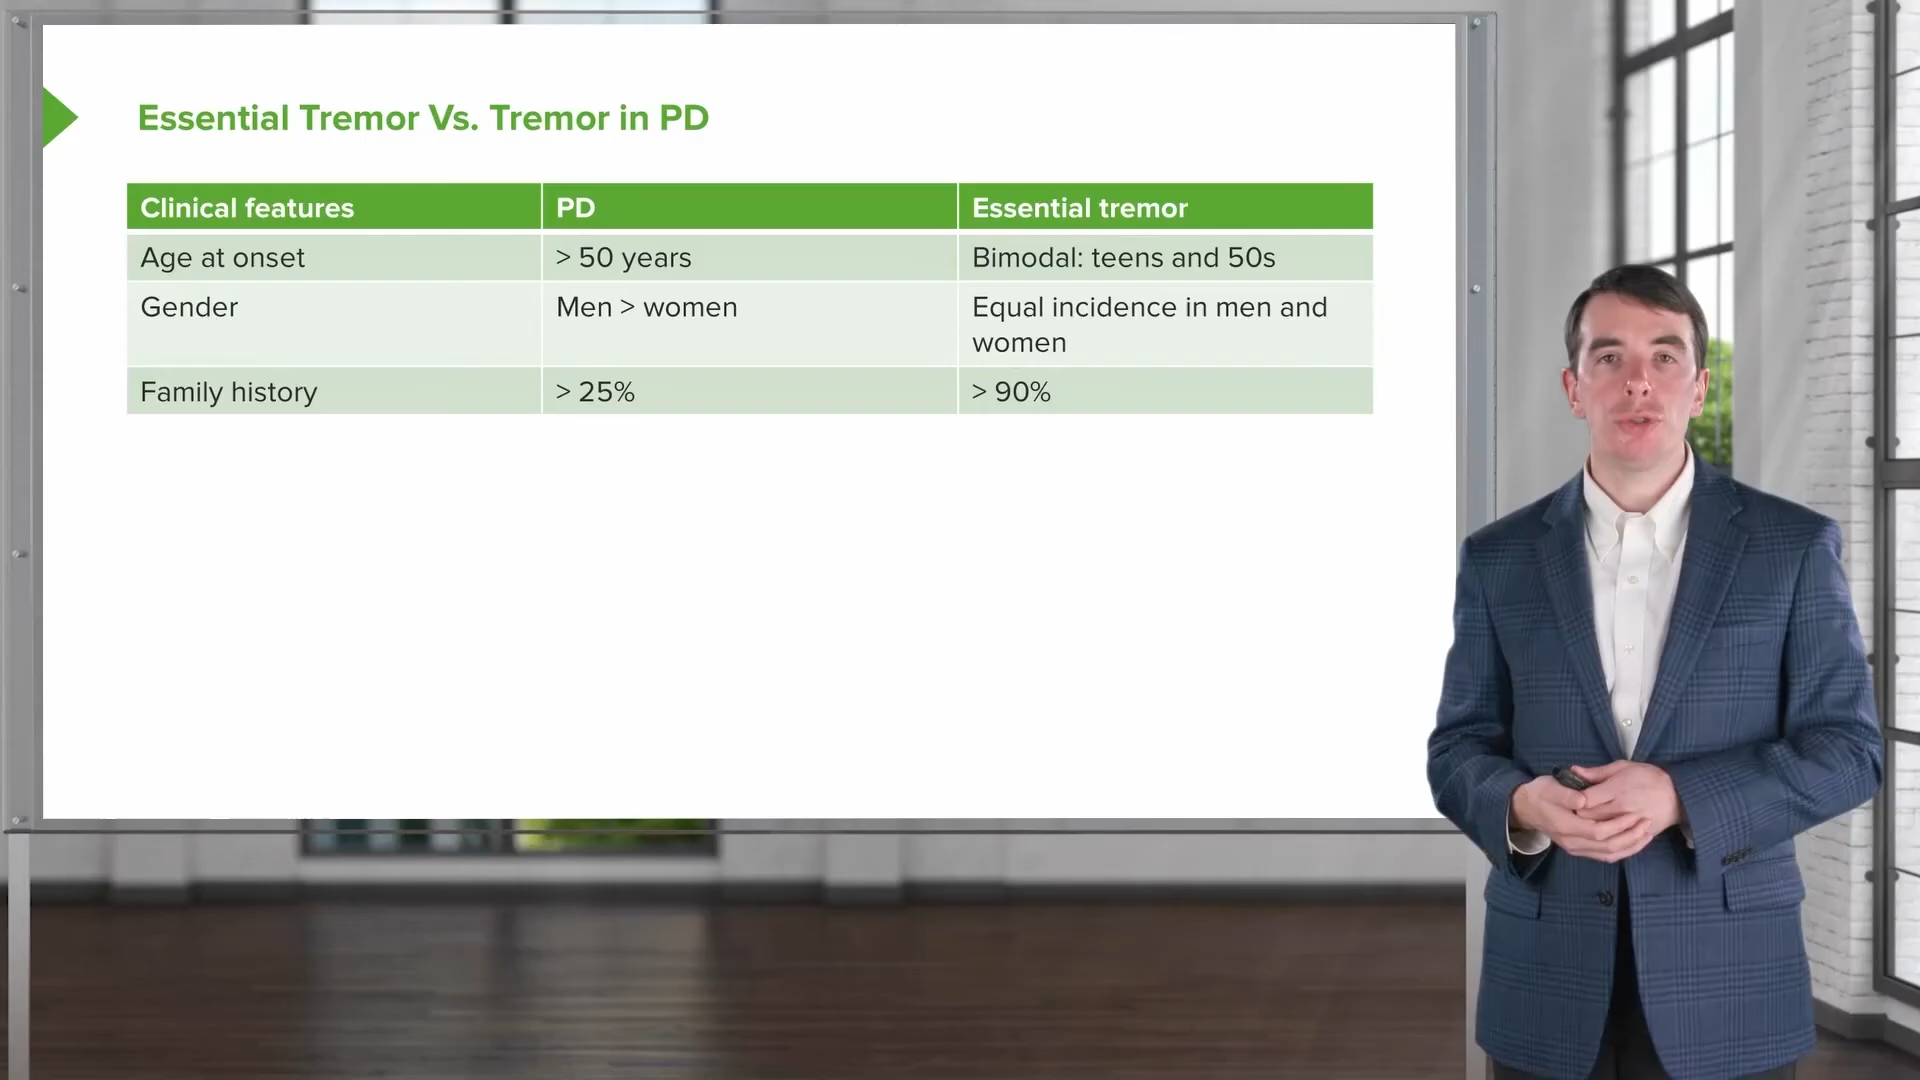 Essential Tremor Vs. Tremor in PD
Clinical features PD Essential tremor
Age at onset > 50 years Bimodal: teens and 50s
Gender Men > women Equal incidence in men and
women
Family history > 25% > 90%